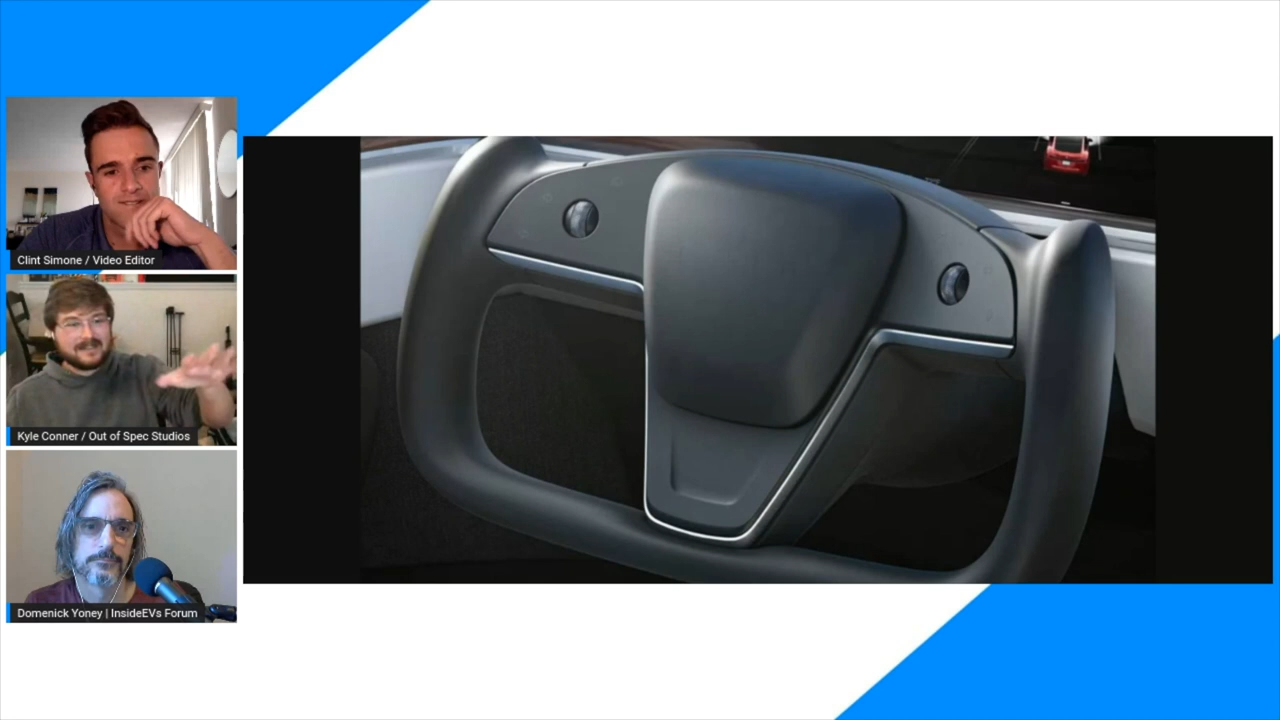 Clint Simone / Video Editor
Kyle Conner / Out of Spec Studios
Domenick Yoney | InsideEVs Forum